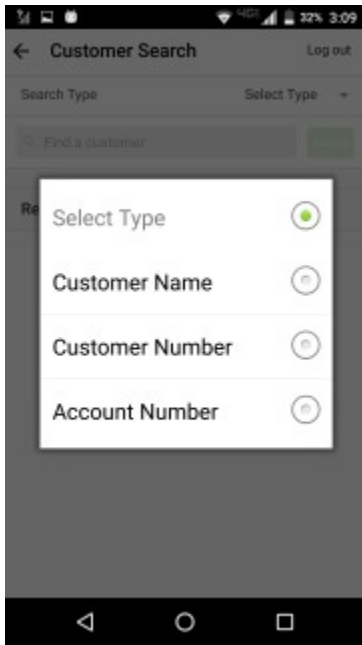 32% 3:09
Customer Search Log out
Search Type Select Type
Find a customer
Re
Select Type
Customer Name
Customer Number
Account Number